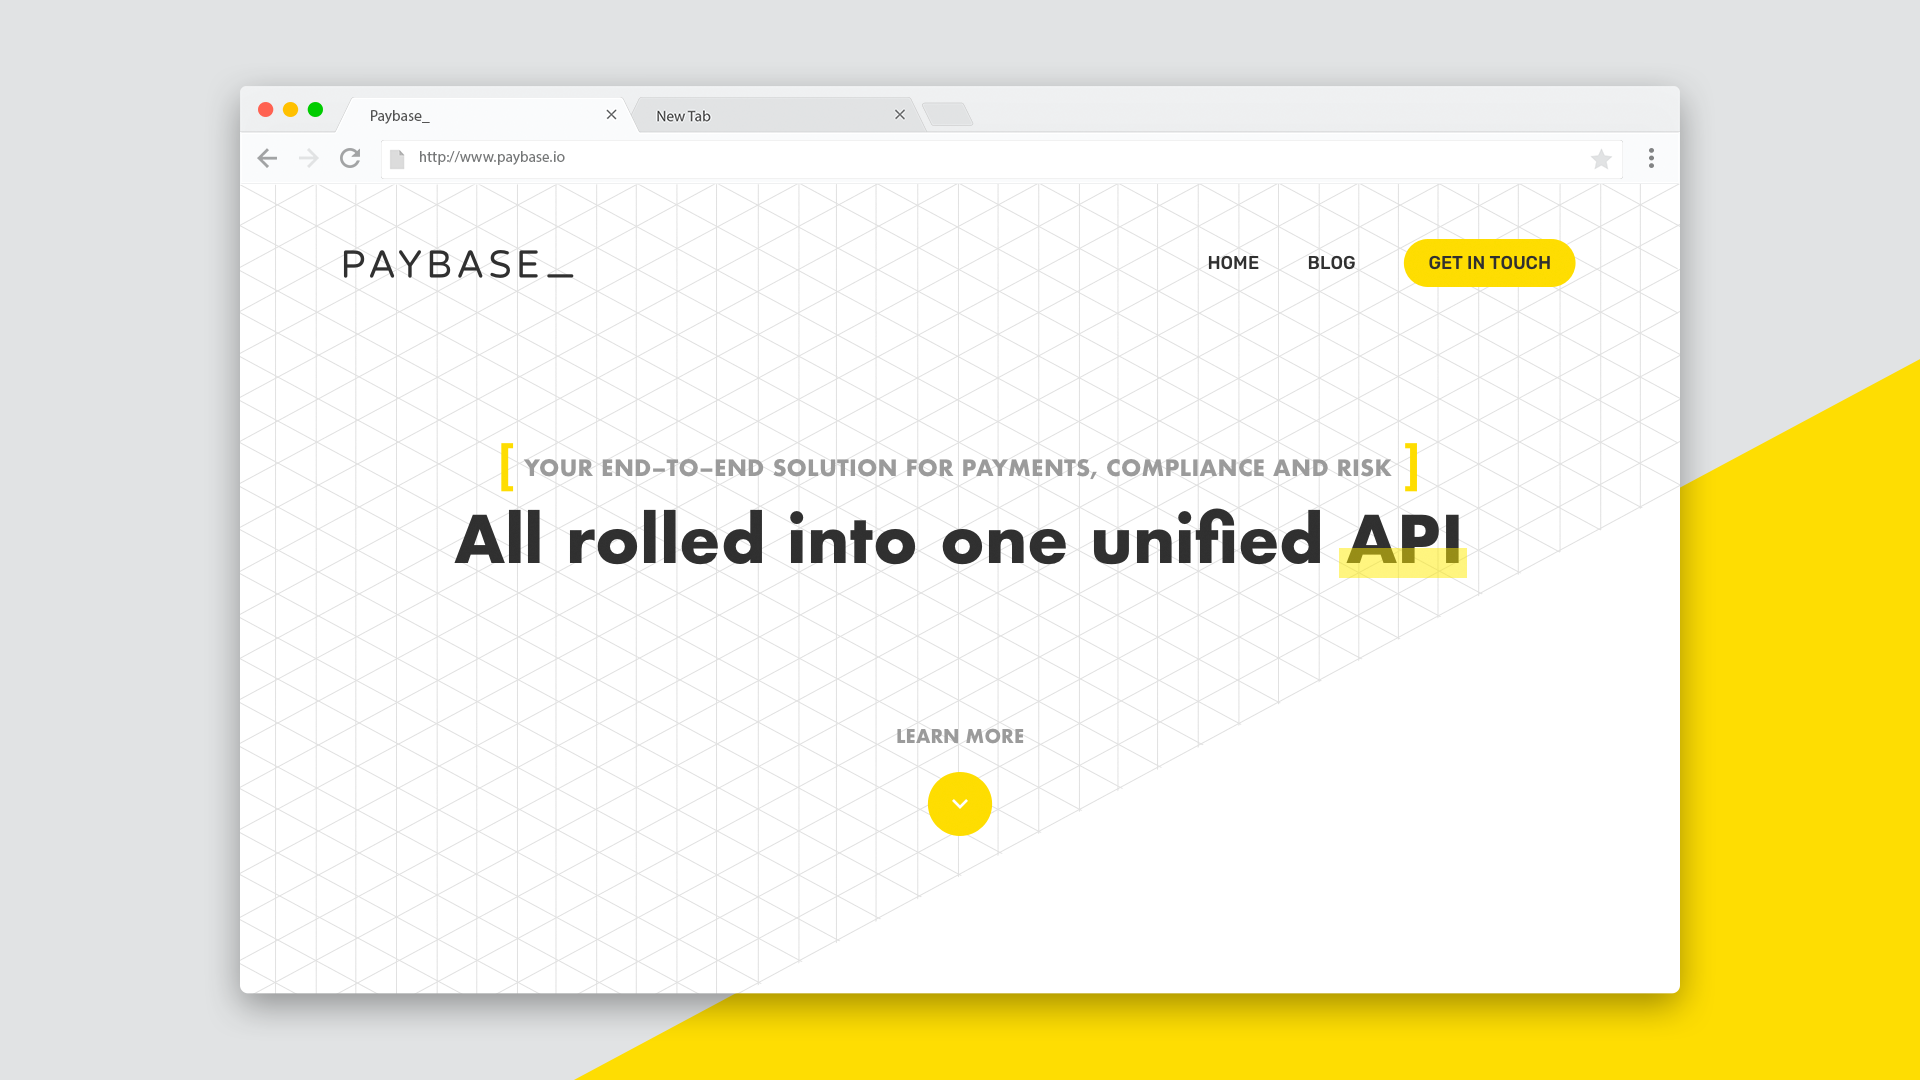 Paybase_
New Tab
http://www.paybase.io
PAYBASE_
HOME
BLOG
GET IN TOUCH
[ YOUR END–TO–END SOLUTION FOR PAYMENTS, COMPLIANCE AND RISK ]
All rolled into one unified API
LEARN MORE